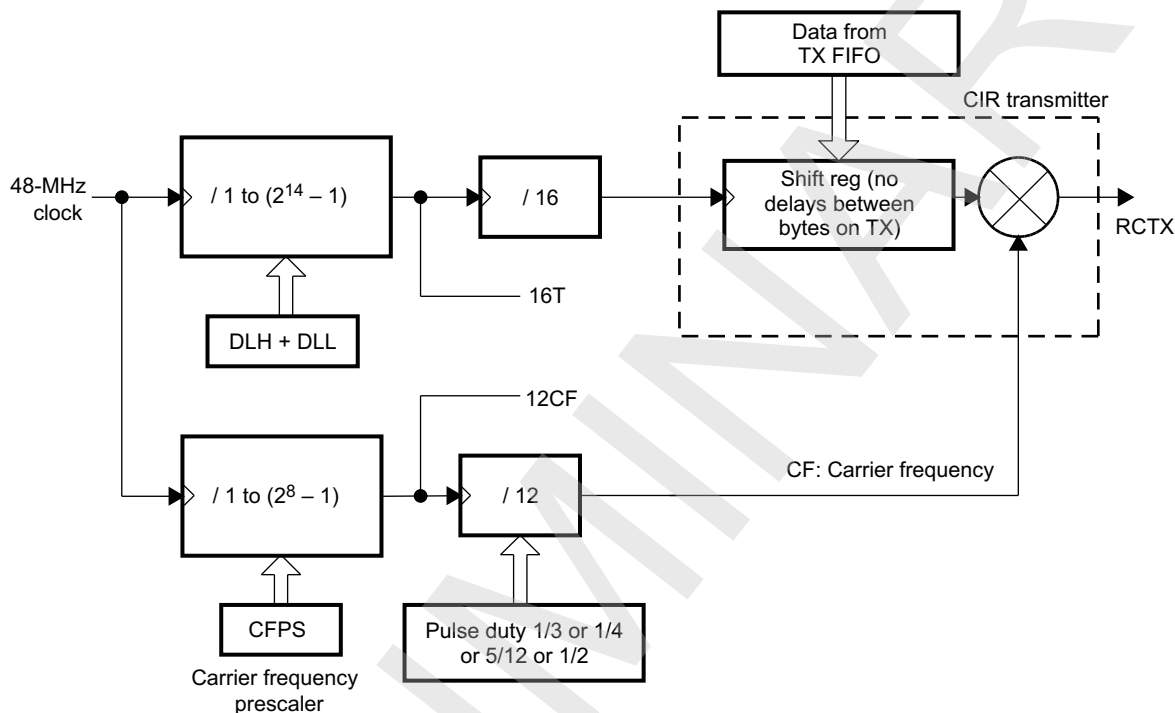 Data from
TX FIFO
CIR transmitter
48-MHz
clock
/ 1 to (2¹⁴ – 1)
/ 16
Shift reg (no
delays between
bytes on TX)
RCTX
16T
DLH + DLL
12CF
/ 1 to (2⁸ – 1)
/ 12
CF: Carrier frequency
CFPS
Pulse duty 1/3 or 1/4
or 5/12 or 1/2
Carrier frequency
prescaler
IMINAR